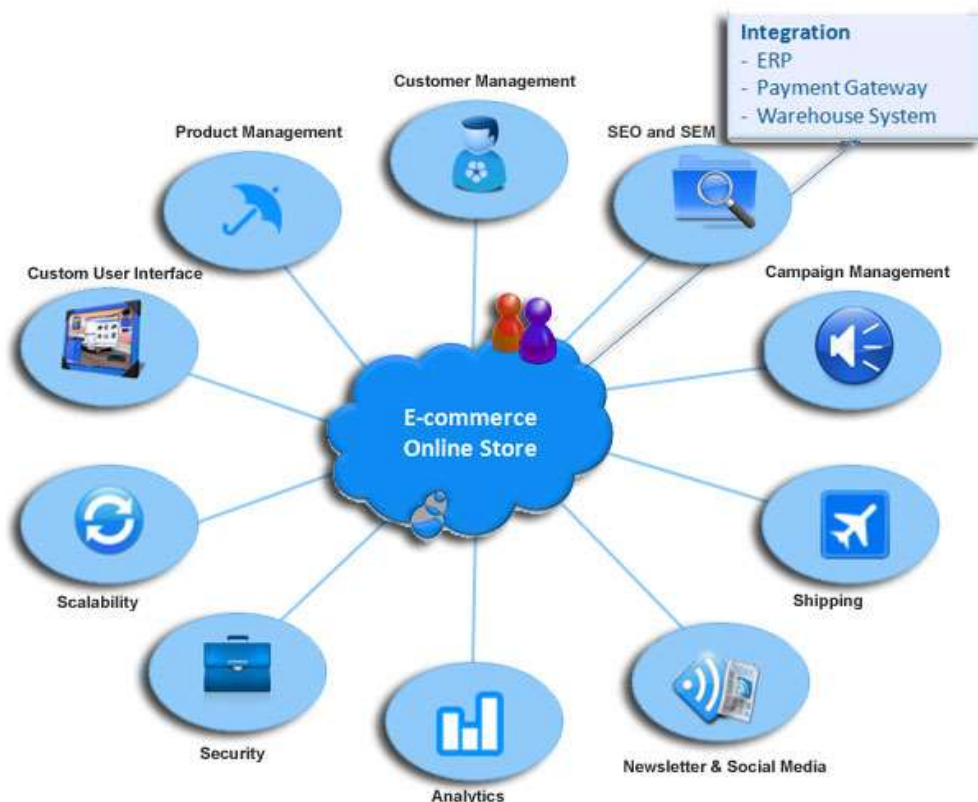 Integration
- ERP
- Payment Gateway
- Warehouse System
Customer Management
Product Management
SEO and SEM
Custom User Interface
Campaign Management
E-commerce
Online Store
Scalability
Shipping
Security
Newsletter & Social Media
Analytics